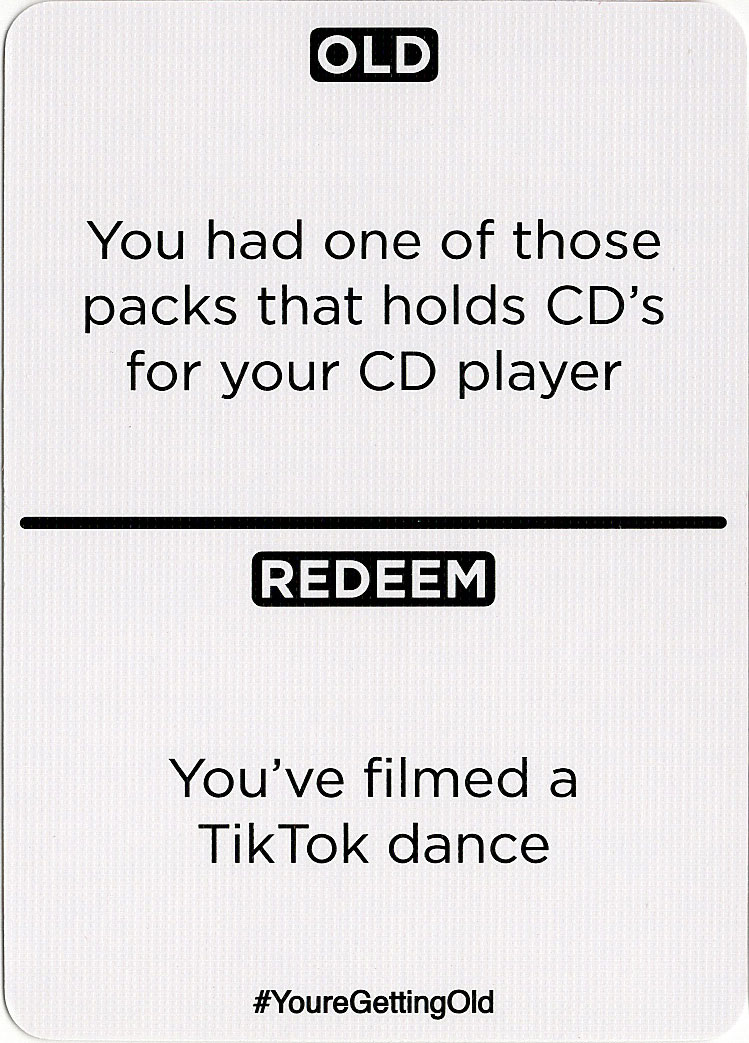 OLD
You had one of those
packs that holds CD’s
for your CD player
REDEEM
You’ve filmed a
TikTok dance
#YoureGettingOld